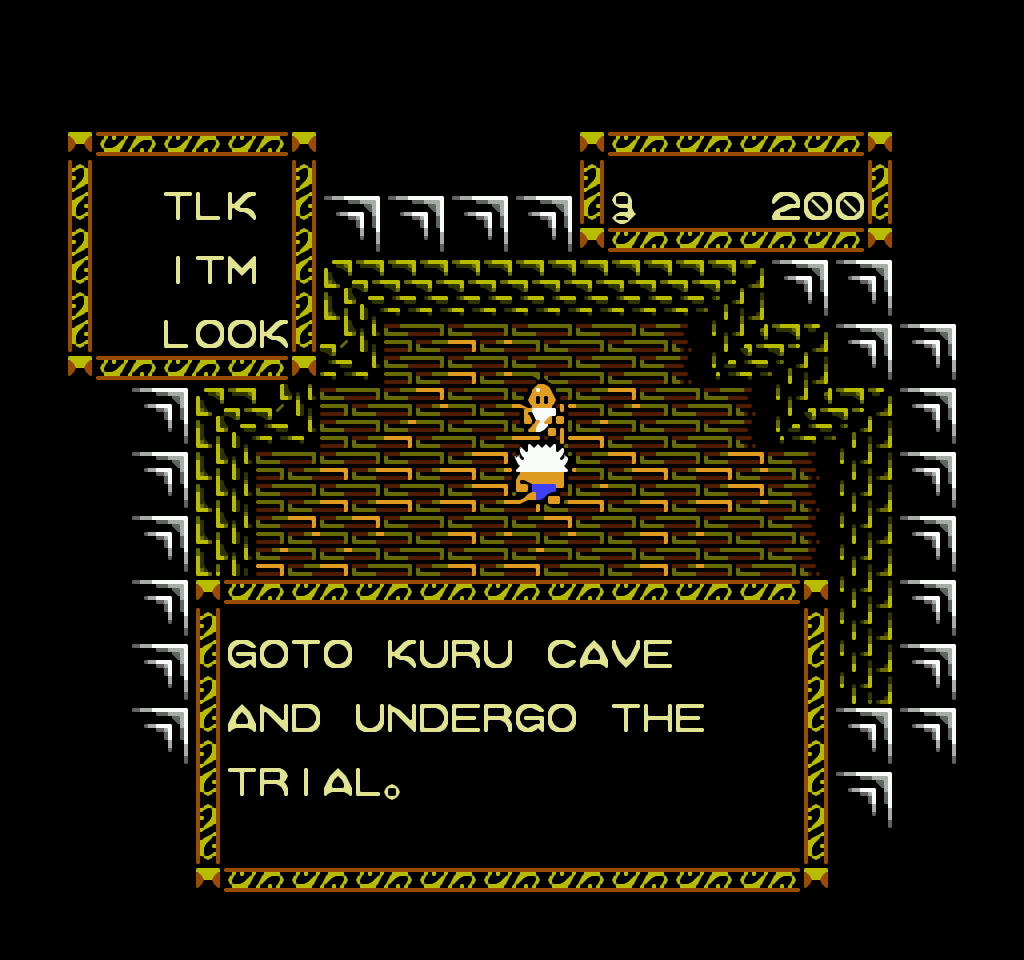 TLK
ITM
LOOK
200
GOTO KURU CAVE
AND UNDERGO THE
TRIAL。